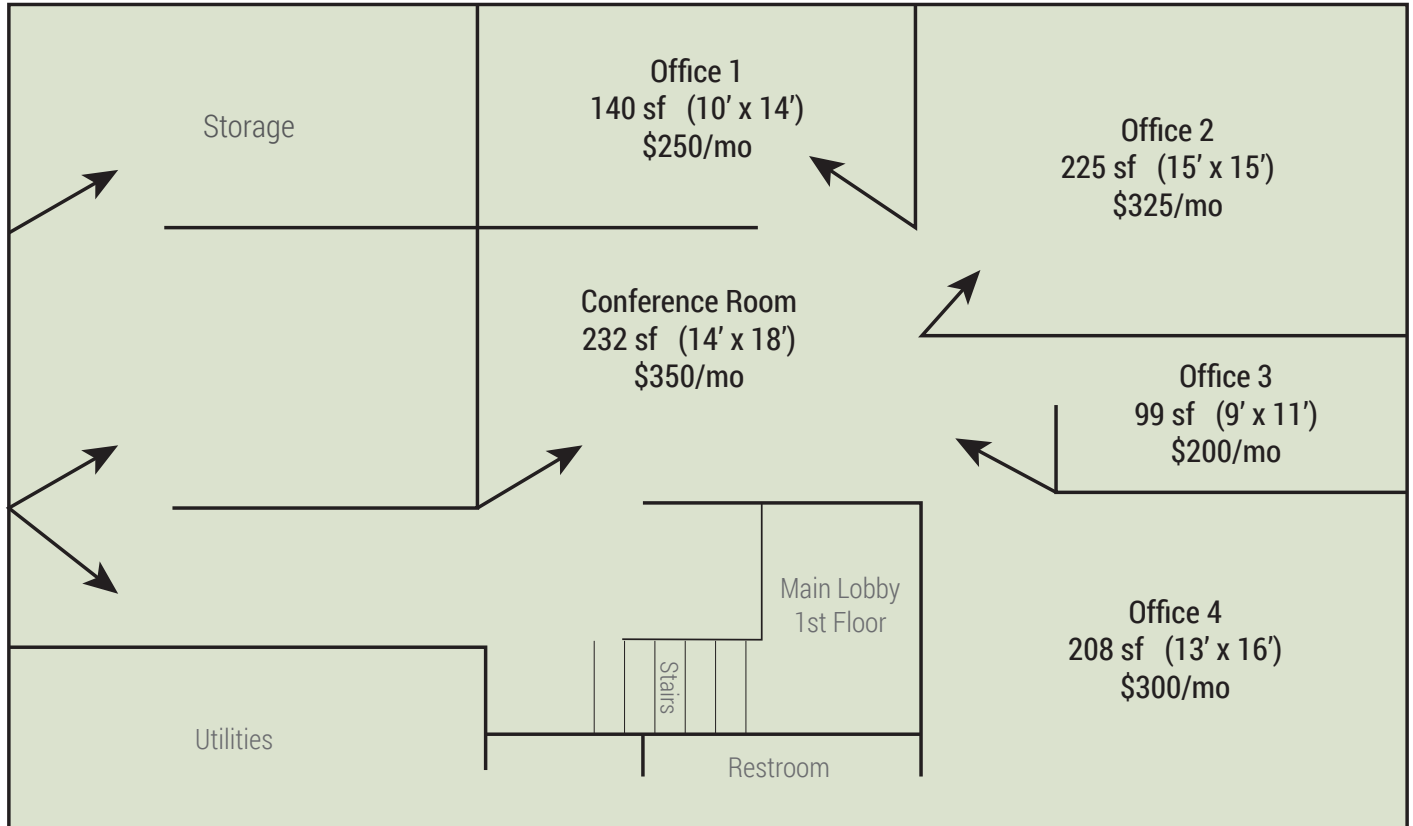 Storage
Office 1
140 sf (10’ x 14’)
$250/mo
Office 2
225 sf (15’ x 15’)
$325/mo
Conference Room
232 sf (14’ x 18’)
$350/mo
Office 3
99 sf (9’ x 11’)
$200/mo
Main Lobby
1st Floor
Office 4
208 sf (13’ x 16’)
$300/mo
Stairs
Utilities
Restroom